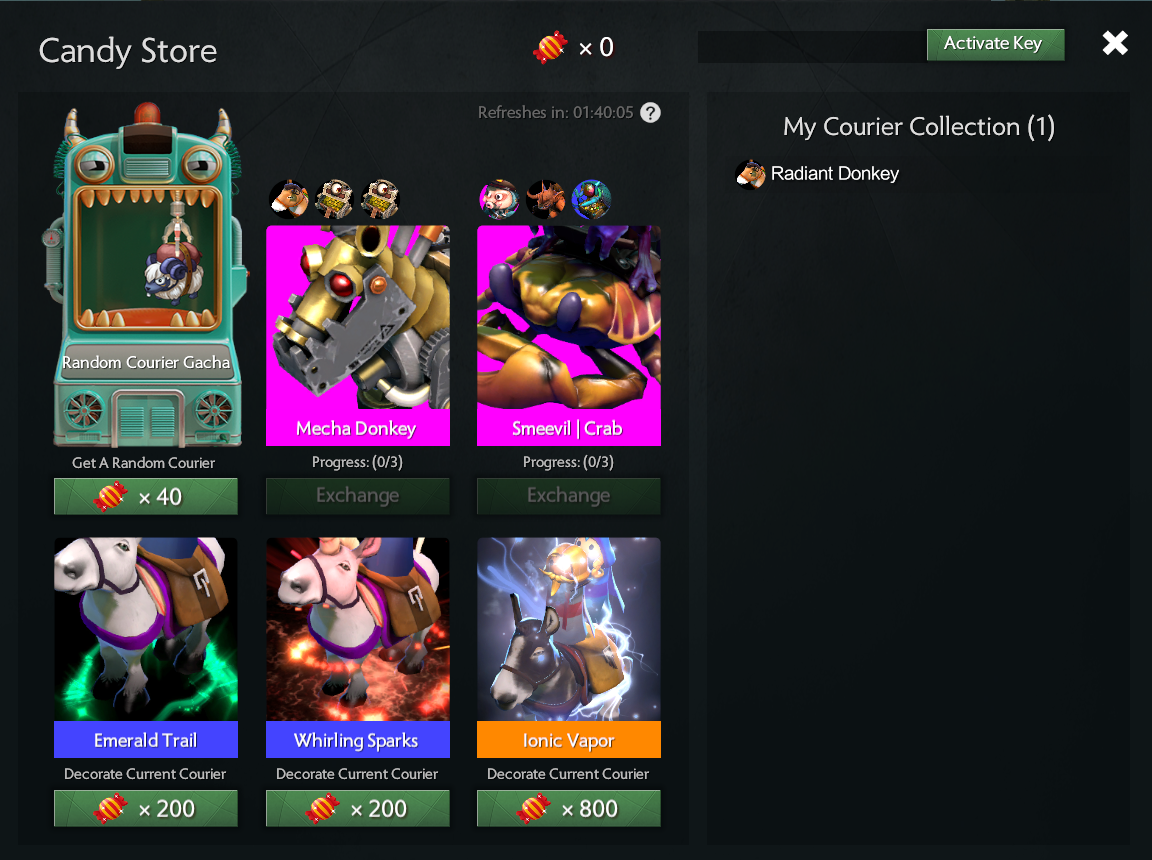 Candy Store
× 0
Activate Key
Refreshes in: 01:40:05 ?
My Courier Collection (1)
Radiant Donkey
Random Courier Gacha
Mecha Donkey
Smeevil | Crab
Get A Random Courier
Progress: (0/3)
Progress: (0/3)
× 40
Exchange
Exchange
Emerald Trail
Whirling Sparks
Ionic Vapor
Decorate Current Courier
Decorate Current Courier
Decorate Current Courier
× 200
× 200
× 800